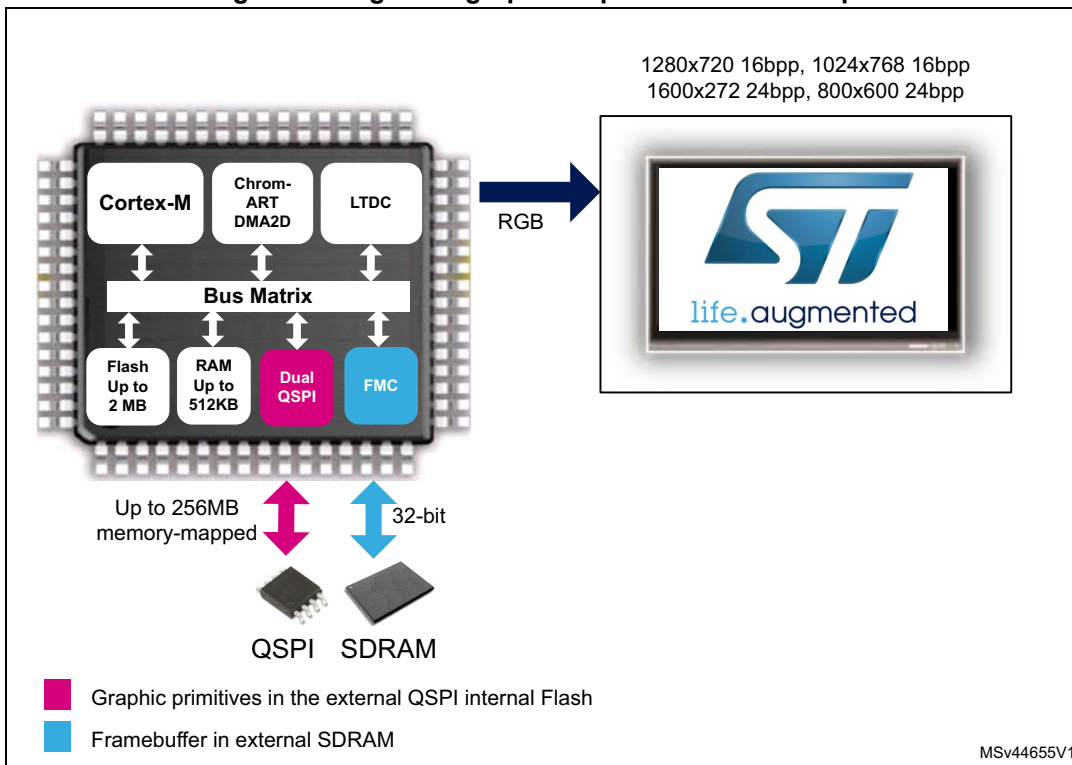 1280x720 16bpp, 1024x768 16bpp
1600x272 24bpp, 800x600 24bpp
Cortex-M
Chrom-
ART
DMA2D
LTDC
RGB
life.augmented
Bus Matrix
Flash
Up to
2 MB
RAM
Up to
512KB
Dual
QSPI
FMC
Up to 256MB
memory-mapped
32-bit
QSPI
SDRAM
Graphic primitives in the external QSPI internal Flash
Framebuffer in external SDRAM
MSv44655V1